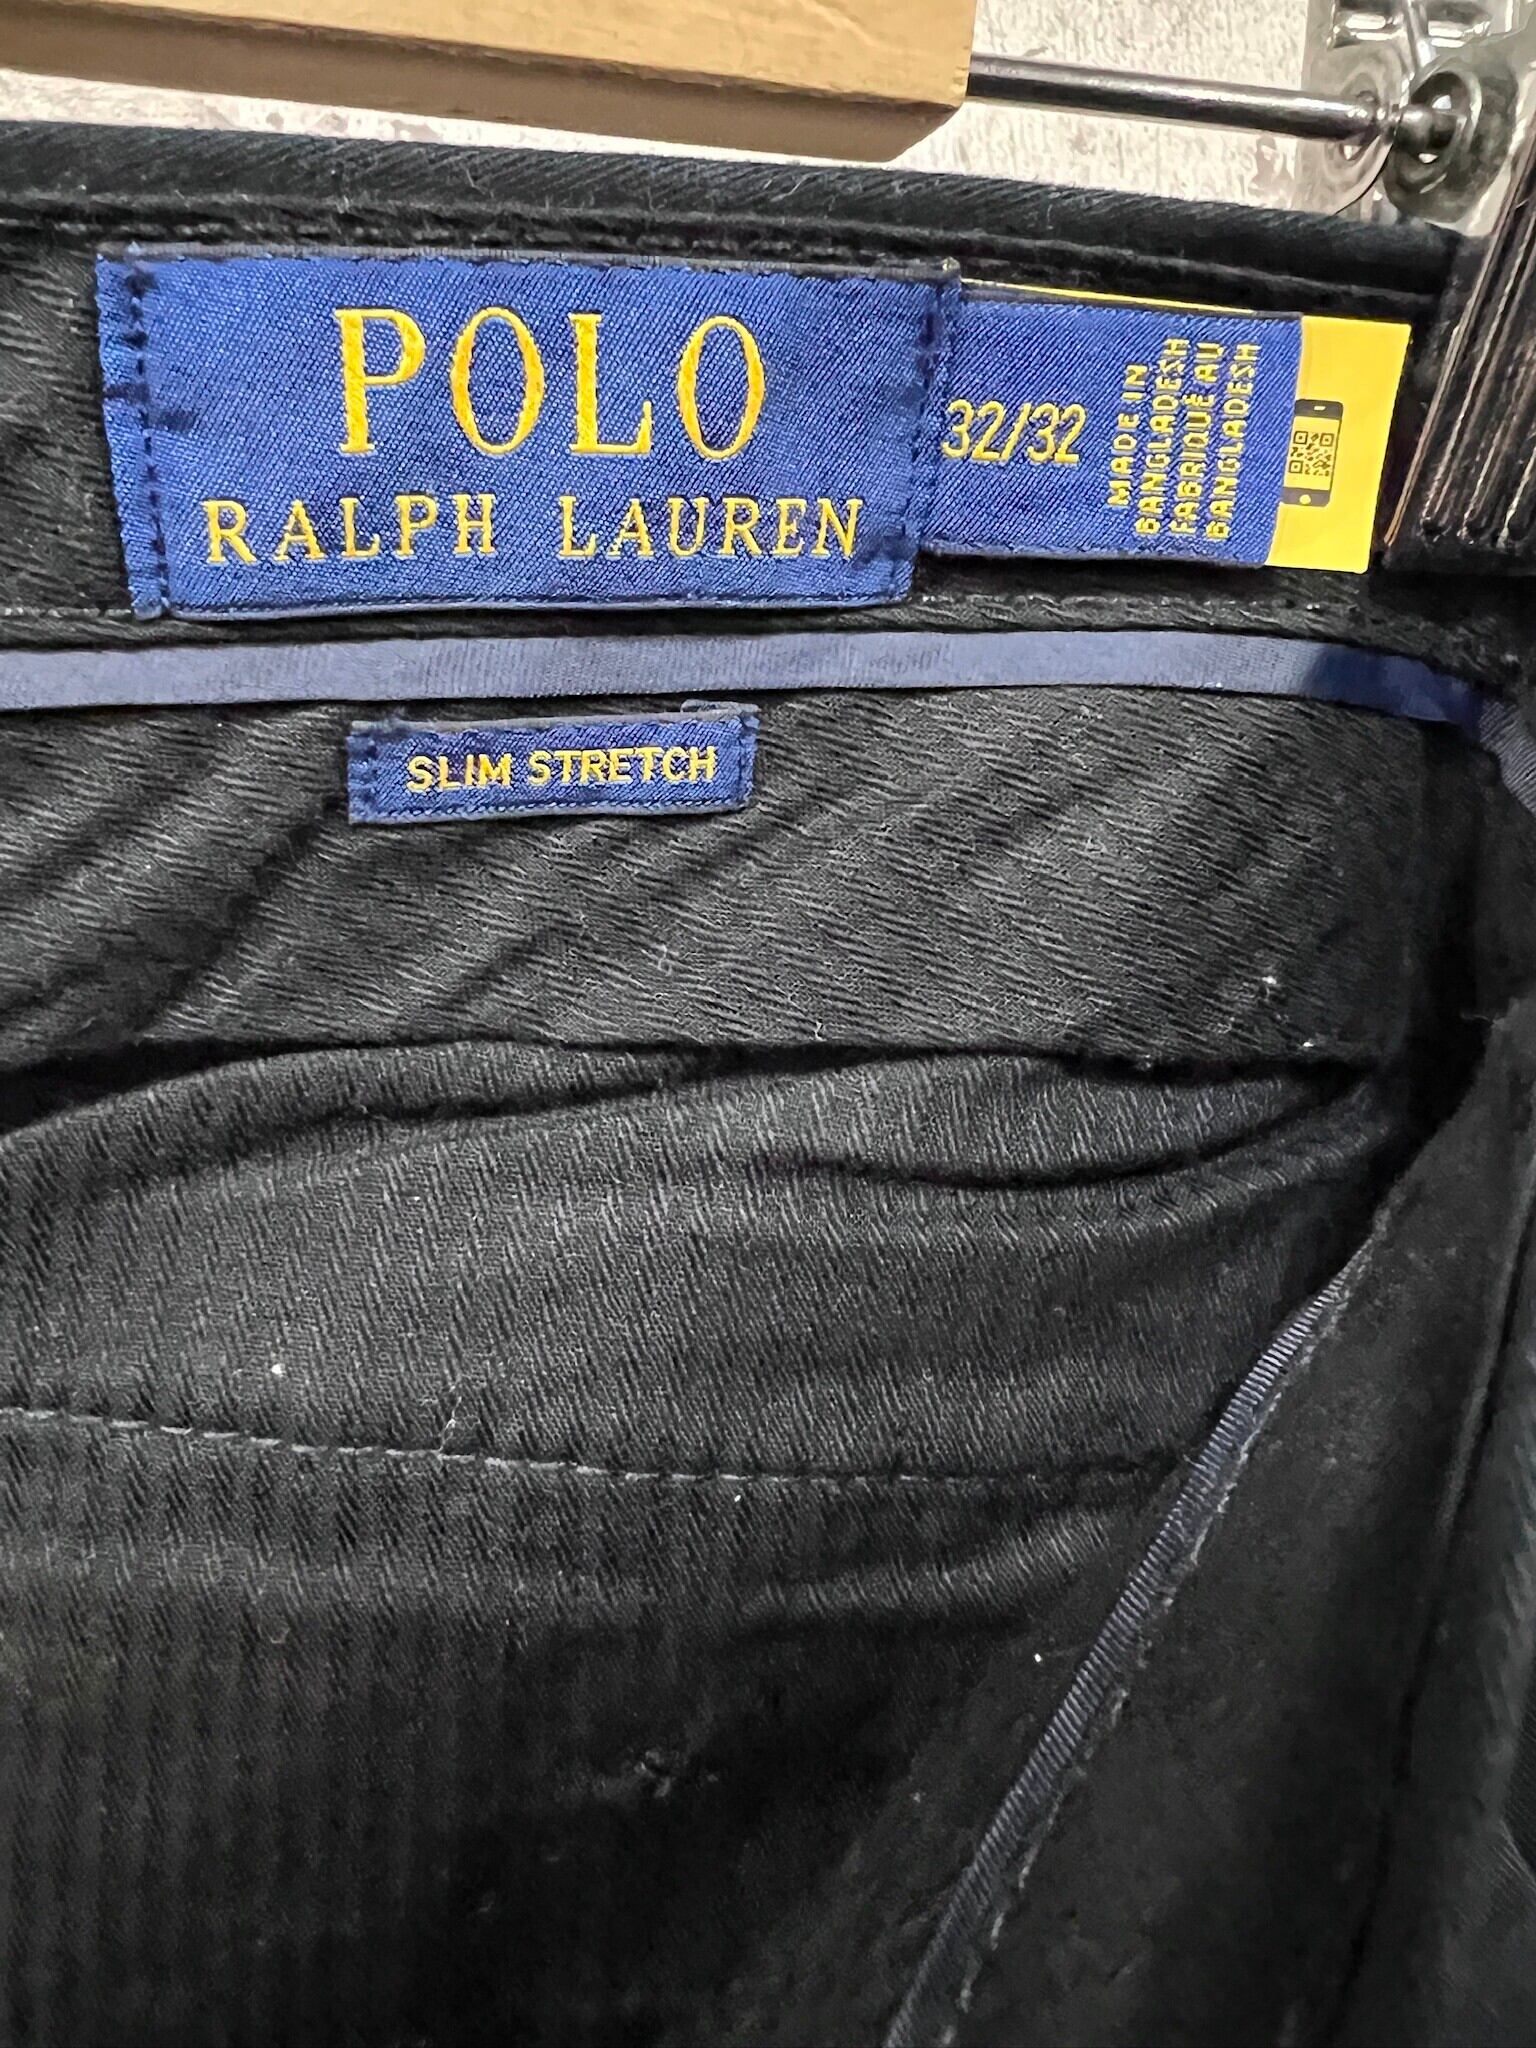 POLO
RALPH LAUREN
32/32
MADE IN
BANGLADESH
FABRIQUÉ AU
BANGLADESH
SLIM STRETCH